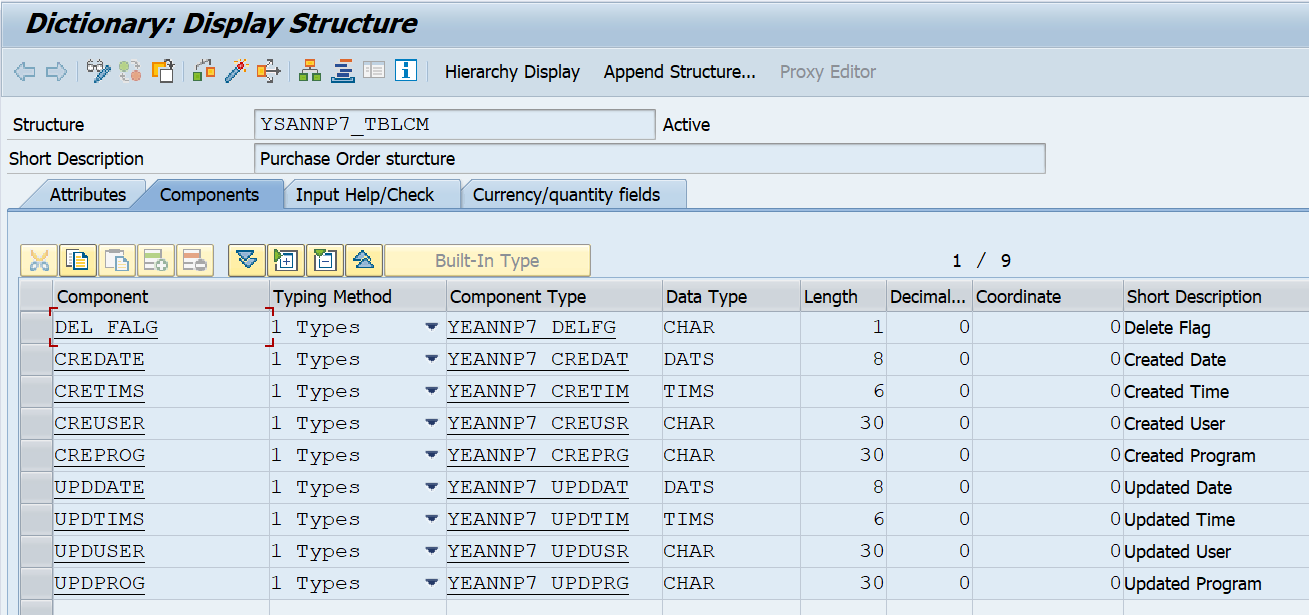 Dictionary: Display Structure
Hierarchy Display Append Structure... Proxy Editor
Structure YSANNP7_TBLCM Active
Short Description Purchase Order sturcture
Attributes Components Input Help/Check Currency/quantity fields
Built-In Type 1 / 9
Component Typing Method Component Type Data Type Length Decimal... Coordinate Short Description
DEL_FALG 1 Types YEANNP7_DELFG CHAR 1 0 0 Delete Flag
CREDATE 1 Types YEANNP7_CREDAT DATS 8 0 0 Created Date
CRETIMS 1 Types YEANNP7_CRETIM TIMS 6 0 0 Created Time
CREUSER 1 Types YEANNP7_CREUSR CHAR 30 0 0 Created User
CREPROG 1 Types YEANNP7_CREPRG CHAR 30 0 0 Created Program
UPDDATE 1 Types YEANNP7_UPDDAT DATS 8 0 0 Updated Date
UPDTIMS 1 Types YEANNP7_UPDTIM TIMS 6 0 0 Updated Time
UPDUSER 1 Types YEANNP7_UPDUSR CHAR 30 0 0 Updated User
UPDPROG 1 Types YEANNP7_UPDPRG CHAR 30 0 0 Updated Program